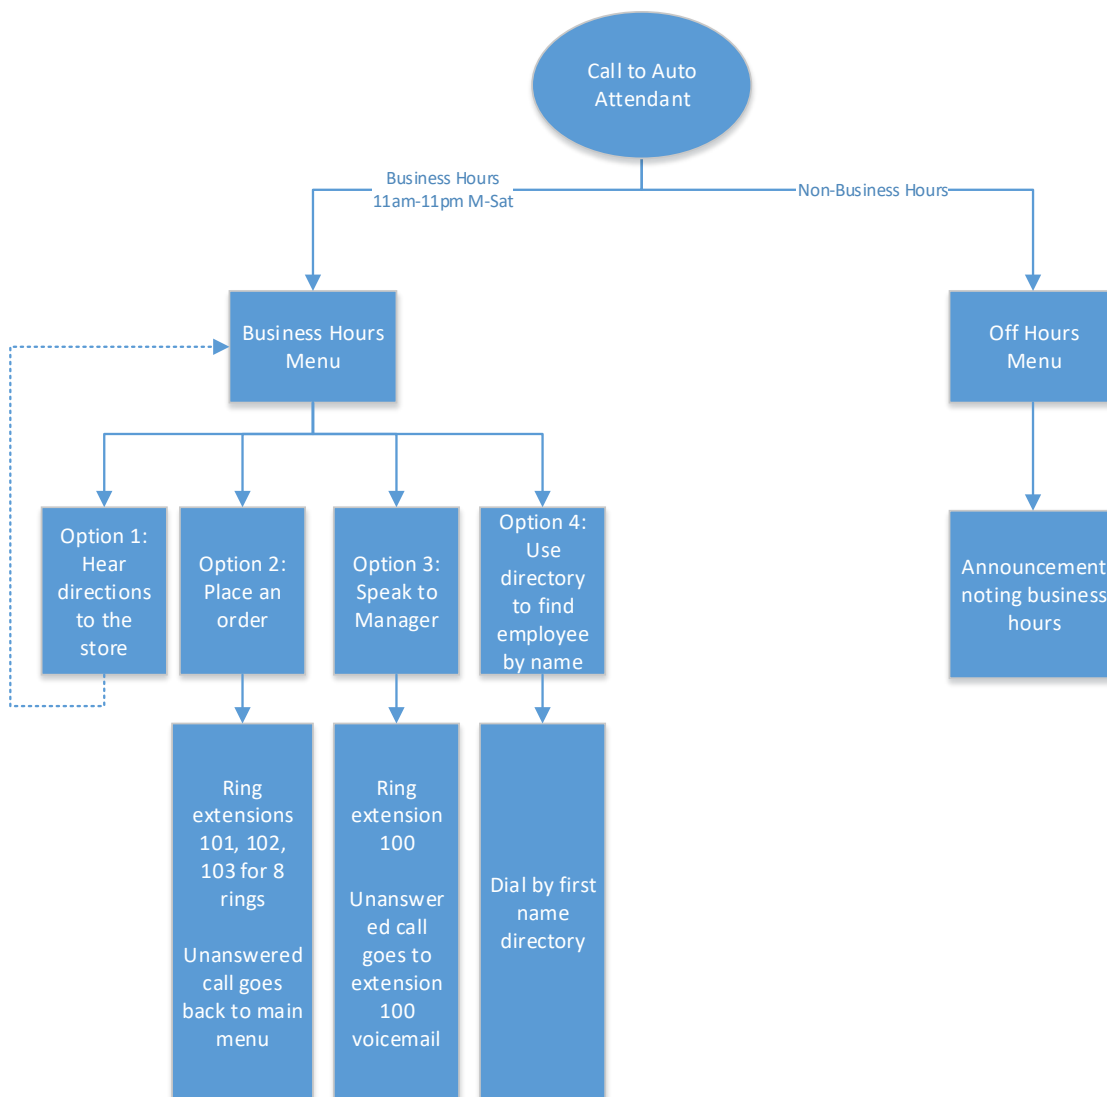 Call to Auto
Attendant
Business Hours
11am-11pm M-Sat
Non-Business Hours
Business Hours
Menu
Off Hours
Menu
Option 1:
Hear
directions
to the
store
Option 2:
Place an
order
Option 3:
Speak to
Manager
Option 4:
Use
directory
to find
employee
by name
Announcement
noting business
hours
Ring
extensions
101, 102,
103 for 8
rings
Unanswered
call goes
back to main
menu
Ring
extension
100
Unanswer
ed call
goes to
extension
100
voicemail
Dial by first
name
directory